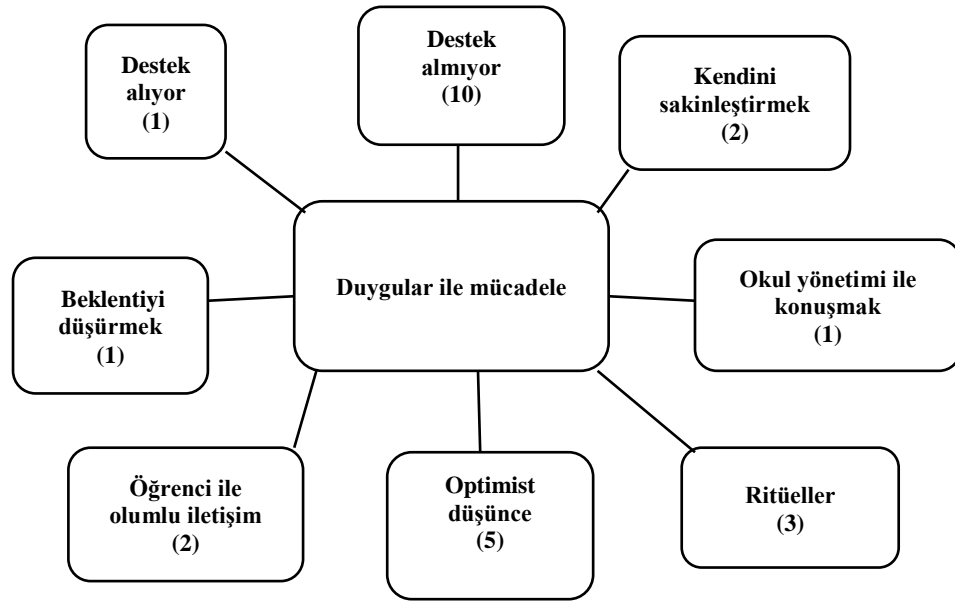 Destek
alıyor
(1)
Destek
almıyor
(10)
Kendini
sakinleştirmek
(2)
Beklentiyi
düşürmek
(1)
Duygular ile mücadele
Okul yönetimi ile
konuşmak
(1)
Öğrenci ile
olumlu iletişim
(2)
Optimist
düşünce
(5)
Ritüeller
(3)